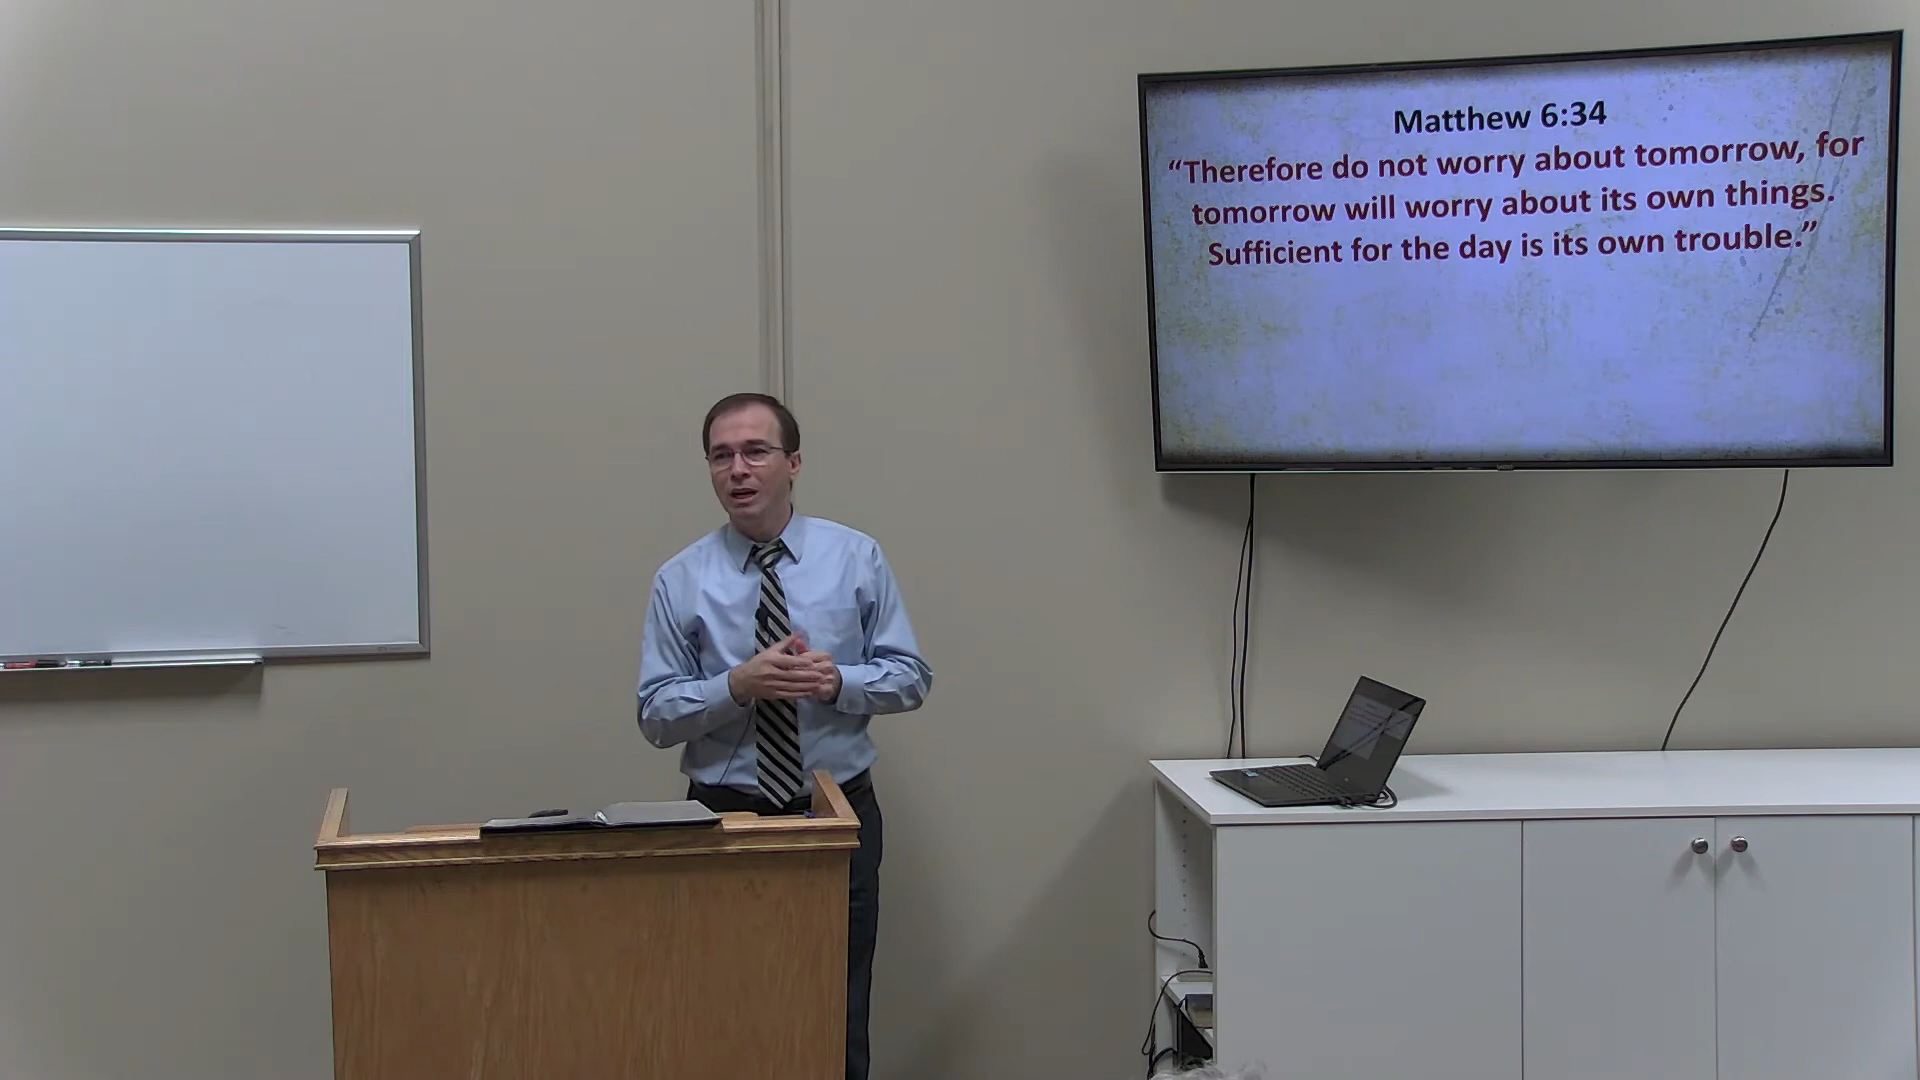 Matthew 6:34
“Therefore do not worry about tomorrow, for
tomorrow will worry about its own things.
Sufficient for the day is its own trouble.”